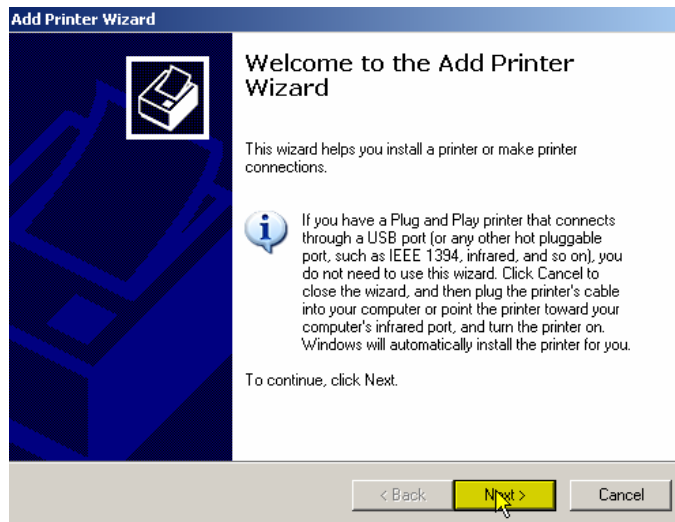 Add Printer Wizard
Welcome to the Add Printer
Wizard
This wizard helps you install a printer or make printer
connections.
If you have a Plug and Play printer that connects
through a USB port (or any other hot pluggable
port, such as IEEE 1394, infrared, and so on), you
do not need to use this wizard. Click Cancel to
close the wizard, and then plug the printer's cable
into your computer or point the printer toward your
computer's infrared port, and turn the printer on.
Windows will automatically install the printer for you.
To continue, click Next.
< Back
Next >
Cancel